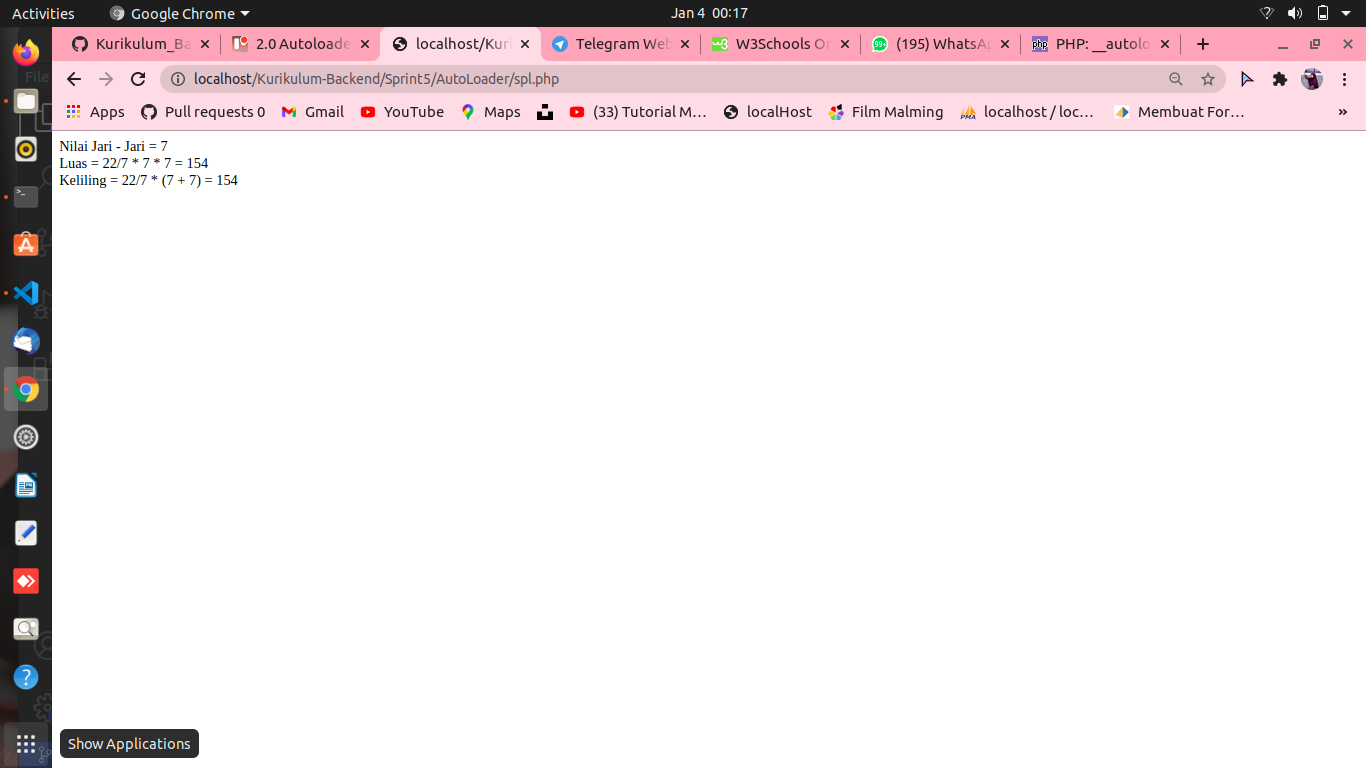 Activities Google Chrome Jan 4 00:17
Kurikulum_Ba 2.0 Autoloade localhost/Kuri Telegram Web W3Schools On (195) WhatsAp PHP: __autolo
File
localhost/Kurikulum-Backend/Sprint5/AutoLoader/spl.php
Apps Pull requests 0 Gmail YouTube Maps (33) Tutorial M... localHost Film Malming localhost / loc... Membuat For... »
Nilai Jari - Jari = 7
Luas = 22/7 * 7 * 7 = 154
Keliling = 22/7 * (7 + 7) = 154
Show Applications